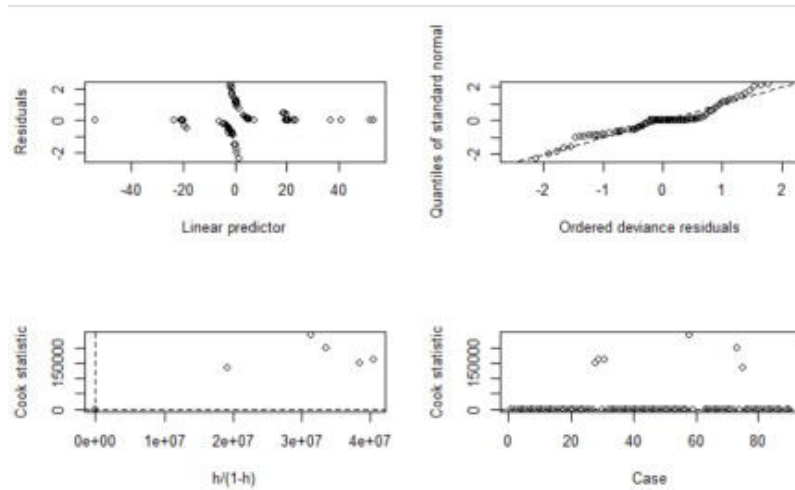 Residuals
2
0
-2
-40
-20
0
20
40
Linear predictor
Quantiles of standard normal
2
0
-2
-2
-1
0
1
2
Ordered deviance residuals
Cook statistic
150000
0
0e+00
1e+07
2e+07
3e+07
4e+07
h/(1-h)
Cook statistic
150000
0
0
20
40
60
80
Case